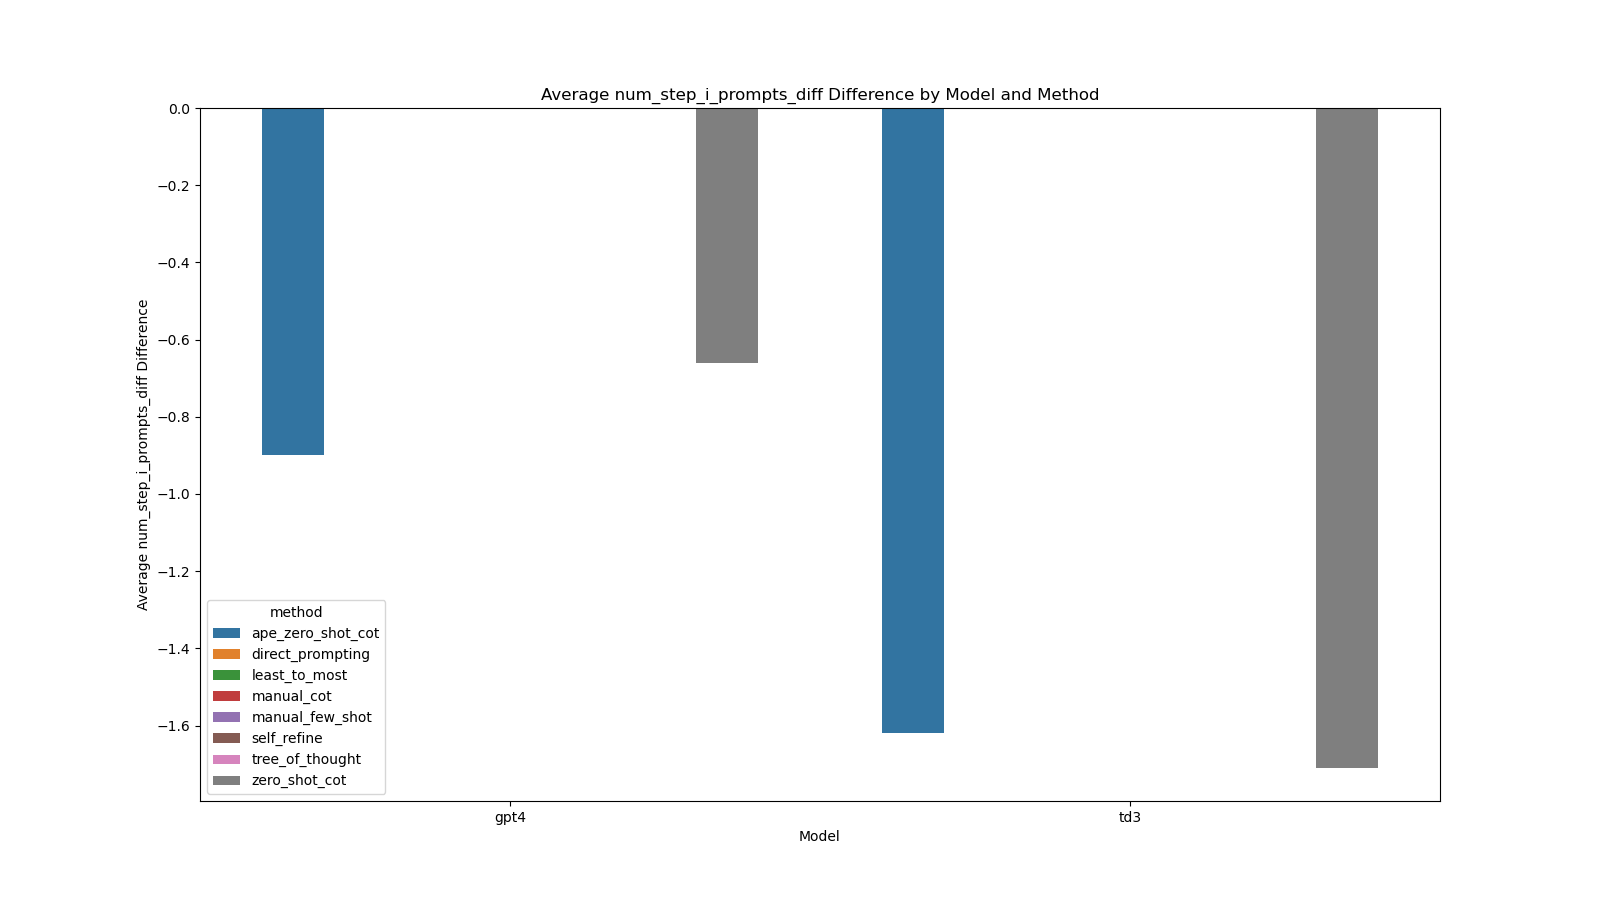 Average num_step_i_prompts_diff Difference by Model and Method
0.0
−0.2
−0.4
−0.6
−0.8
−1.0
−1.2
−1.4
−1.6
Average num_step_i_prompts_diff Difference
method
ape_zero_shot_cot
direct_prompting
least_to_most
manual_cot
manual_few_shot
self_refine
tree_of_thought
zero_shot_cot
gpt4
td3
Model